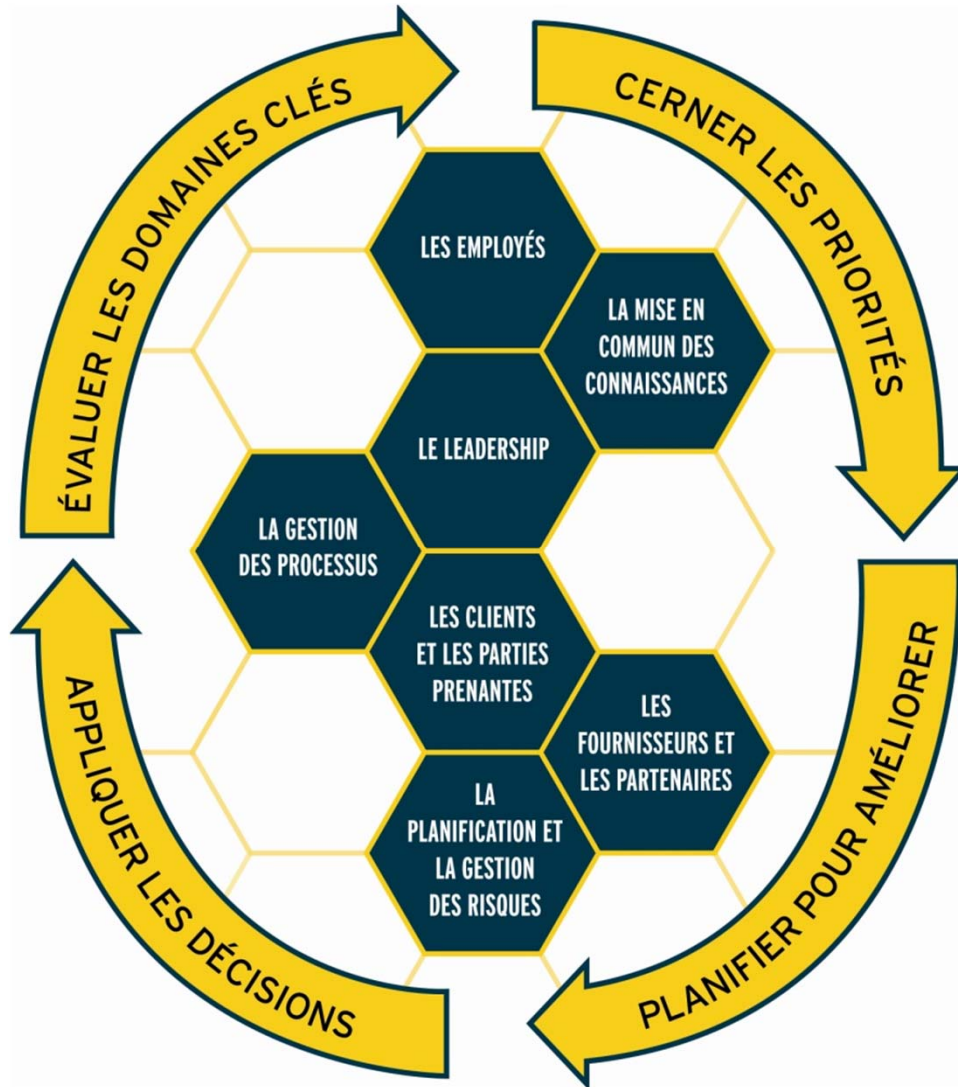 ÉVALUER LES DOMAINES CLÉS
CERNER LES PRIORITÉS
PLANIFIER POUR AMÉLIORER
APPLIQUER LES DÉCISIONS
LES EMPLOYÉS
LA MISE EN
COMMUN DES
CONNAISSANCES
LE LEADERSHIP
LA GESTION
DES PROCESSUS
LES CLIENTS
ET LES PARTIES
PRENANTES
LES
FOURNISSEURS ET
LES PARTENAIRES
LA
PLANIFICATION ET
LA GESTION
DES RISQUES